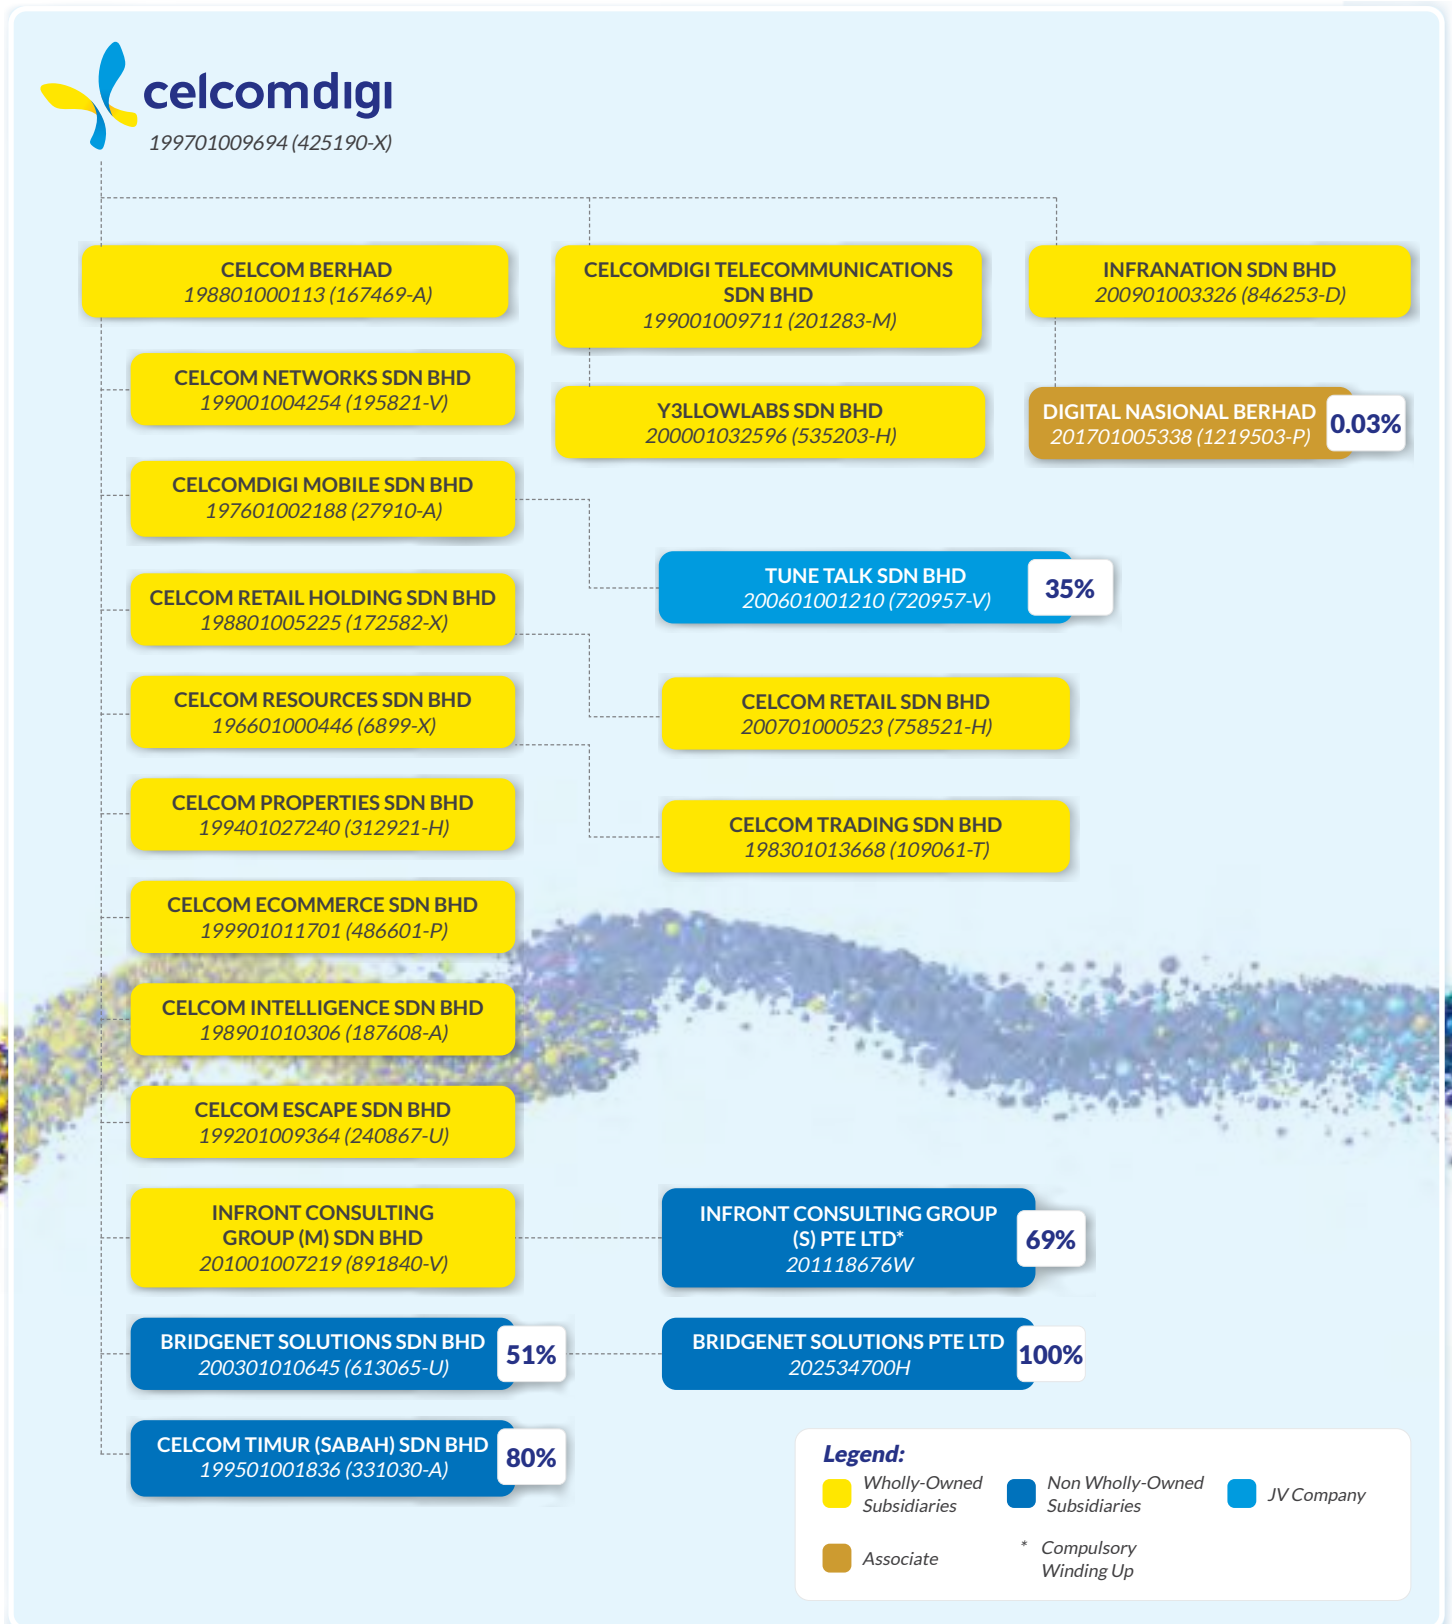 celcomdigi
199701009694 (425190-X)
CELCOM BERHAD
198801000113 (167469-A)
CELCOMDIGI TELECOMMUNICATIONS
SDN BHD
199001009711 (201283-M)
INFRANATION SDN BHD
200901003326 (846253-D)
CELCOM NETWORKS SDN BHD
199001004254 (195821-V)
Y3LLOWLABS SDN BHD
200001032596 (535203-H)
DIGITAL NASIONAL BERHAD
201701005338 (1219503-P)
0.03%
CELCOMDIGI MOBILE SDN BHD
197601002188 (27910-A)
TUNE TALK SDN BHD
200601001210 (720957-V)
35%
CELCOM RETAIL HOLDING SDN BHD
198801005225 (172582-X)
CELCOM RETAIL SDN BHD
200701000523 (758521-H)
CELCOM RESOURCES SDN BHD
196601000446 (6899-X)
CELCOM TRADING SDN BHD
198301013668 (109061-T)
CELCOM PROPERTIES SDN BHD
199401027240 (312921-H)
CELCOM ECOMMERCE SDN BHD
199901011701 (486601-P)
CELCOM INTELLIGENCE SDN BHD
198901010306 (187608-A)
CELCOM ESCAPE SDN BHD
199201009364 (240867-U)
INFRONT CONSULTING
GROUP (M) SDN BHD
201001007219 (891840-V)
INFRONT CONSULTING GROUP
(S) PTE LTD*
201118676W
69%
BRIDGENET SOLUTIONS SDN BHD
200301010645 (613065-U)
51%
BRIDGENET SOLUTIONS PTE LTD
202534700H
100%
CELCOM TIMUR (SABAH) SDN BHD
199501001836 (331030-A)
80%
Legend:
Wholly-Owned
Subsidiaries
Non Wholly-Owned
Subsidiaries
JV Company
Associate
* Compulsory
Winding Up